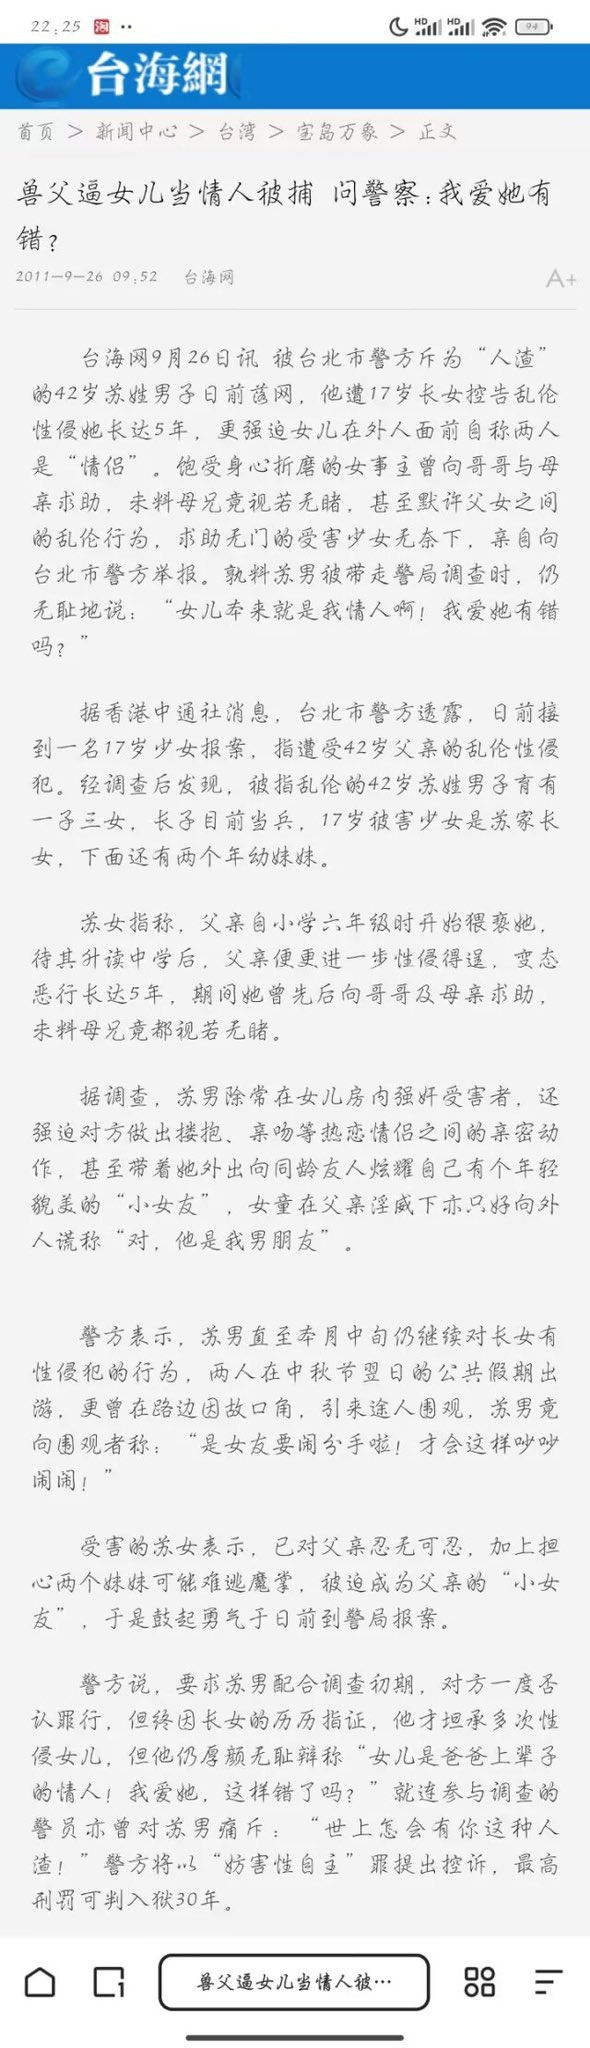 22:25 淘 ·· HD HD 94
台海網
首页 > 新闻中心 > 台湾 > 宝岛万象 > 正文
兽父逼女儿当情人被捕 问警察:我爱她有
错?
2011-9-26 09:52 台海网 A+
台海网9月26日讯 被台北市警方斥为“人渣”
的42岁苏姓男子日前落网，他遭17岁长女控告乱伦
性侵她长达5年，更强迫女儿在外人面前自称两人
是“情侣”。饱受身心折磨的女事主曾向哥哥与母
亲求助，未料母兄竟视若无睹，甚至默许父女之间
的乱伦行为，求助无门的受害少女无奈下，亲自向
台北市警方举报。孰料苏男被带走警局调查时，仍
无耻地说：“女儿本来就是我情人啊！我爱她有错
吗？”
据香港中通社消息，台北市警方透露，日前接
到一名17岁少女报案，指遭受42岁父亲的乱伦性侵
犯。经调查后发现，被指乱伦的42岁苏姓男子育有
一子三女，长子目前当兵，17岁被害少女是苏家长
女，下面还有两个年幼妹妹。
苏女指称，父亲自小学六年级时开始猥亵她，
待其升读中学后，父亲便更进一步性侵得逞，变态
恶行长达5年，期间她曾先后向哥哥及母亲求助，
未料母兄竟都视若无睹。
据调查，苏男除常在女儿房内强奸受害者，还
强迫对方做出搂抱、亲吻等热恋情侣之间的亲密动
作，甚至带着她外出向同龄友人炫耀自己有个年轻
貌美的“小女友”，女童在父亲淫威下亦只好向外
人谎称“对，他是我男朋友”。
警方表示，苏男直至本月中旬仍继续对长女有
性侵犯的行为，两人在中秋节翌日的公共假期出
游，更曾在路边因故口角，引来途人围观，苏男竟
向围观者称：“是女友要闹分手啦！才会这样吵吵
闹闹！”
受害的苏女表示，已对父亲忍无可忍，加上担
心两个妹妹可能难逃魔掌，被迫成为父亲的“小女
友”，于是鼓起勇气于日前到警局报案。
警方说，要求苏男配合调查初期，对方一度否
认罪行，但终因长女的历历指证，他才坦承多次性
侵女儿，但他仍厚颜无耻辩称“女儿是爸爸上辈子
的情人！我爱她，这样错了吗？”就连参与调查的
警员亦曾对苏男痛斥：“世上怎会有你这种人
渣！”警方将以“妨害性自主”罪提出控诉，最高
刑罚可判入狱30年。
1 兽父逼女儿当情人被…